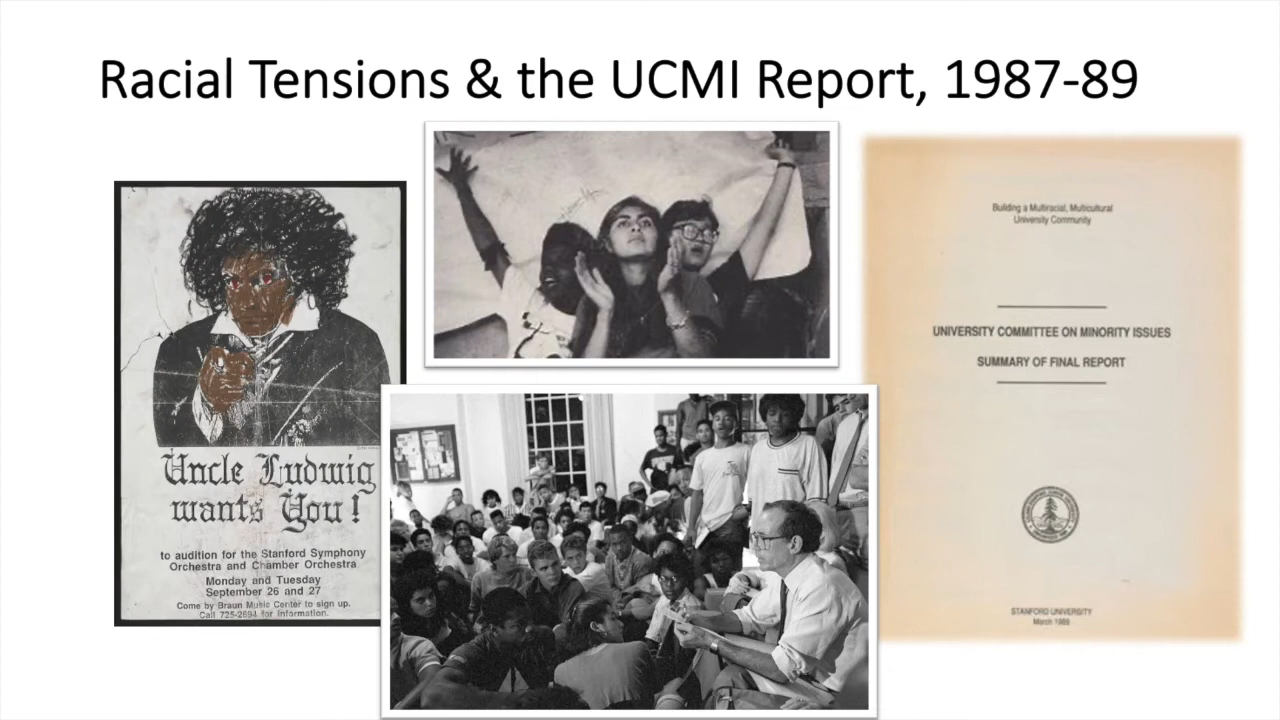 Racial Tensions & the UCMI Report, 1987-89
Uncle Ludwig
wants You!
to audition for the Stanford Symphony
Orchestra and Chamber Orchestra
Monday and Tuesday
September 26 and 27
Come by Braun Music Center to sign up.
Call 725-2694 for information.
Building a Multiracial, Multicultural
University Community
UNIVERSITY COMMITTEE ON MINORITY ISSUES
SUMMARY OF FINAL REPORT
STANFORD UNIVERSITY
March 1989